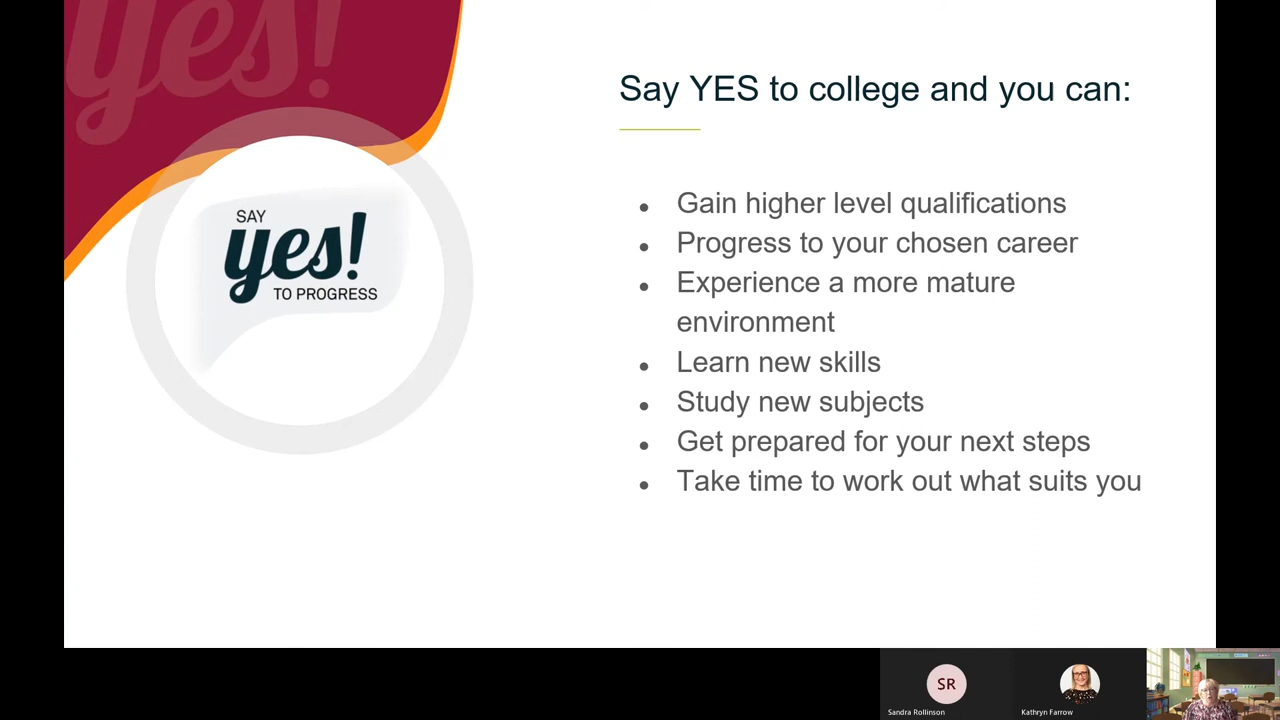 yes!
SAY
yes!
TO PROGRESS
Say YES to college and you can:
● Gain higher level qualifications
● Progress to your chosen career
● Experience a more mature
environment
● Learn new skills
● Study new subjects
● Get prepared for your next steps
● Take time to work out what suits you
SR
Sandra Rollinson
Kathryn Farrow